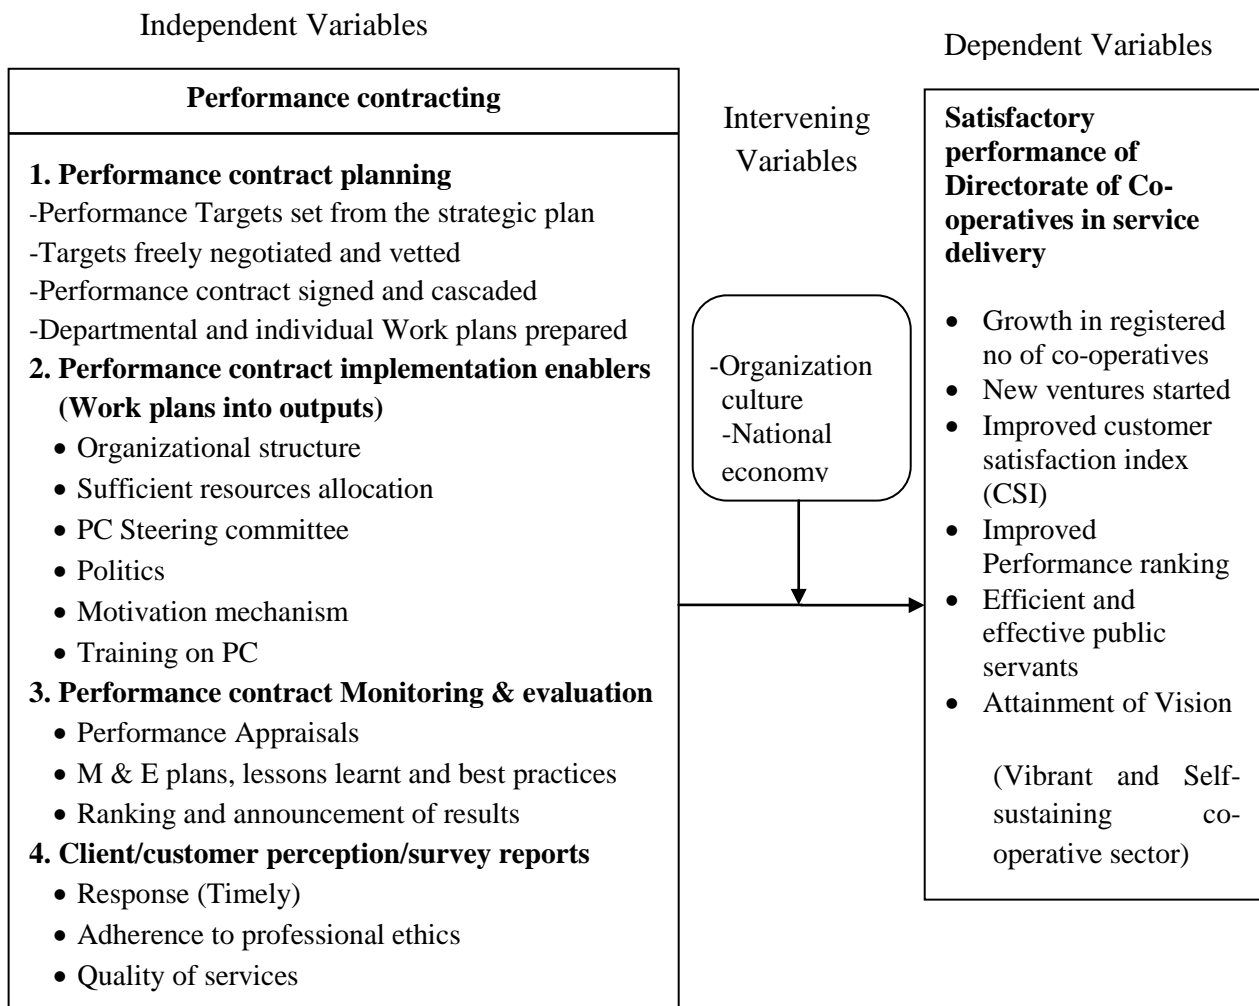 Independent Variables
Performance contracting
1. Performance contract planning
-Performance Targets set from the strategic plan
-Targets freely negotiated and vetted
-Performance contract signed and cascaded
-Departmental and individual Work plans prepared
2. Performance contract implementation enablers
(Work plans into outputs)
• Organizational structure
• Sufficient resources allocation
• PC Steering committee
• Politics
• Motivation mechanism
• Training on PC
3. Performance contract Monitoring & evaluation
• Performance Appraisals
• M & E plans, lessons learnt and best practices
• Ranking and announcement of results
4. Client/customer perception/survey reports
• Response (Timely)
• Adherence to professional ethics
• Quality of services
Intervening
Variables
-Organization
culture
-National
economy
Dependent Variables
Satisfactory
performance of
Directorate of Co-
operatives in service
delivery
• Growth in registered
no of co-operatives
• New ventures started
• Improved customer
satisfaction index
(CSI)
• Improved
Performance ranking
• Efficient and
effective public
servants
• Attainment of Vision
(Vibrant and Self-
sustaining co-
operative sector)